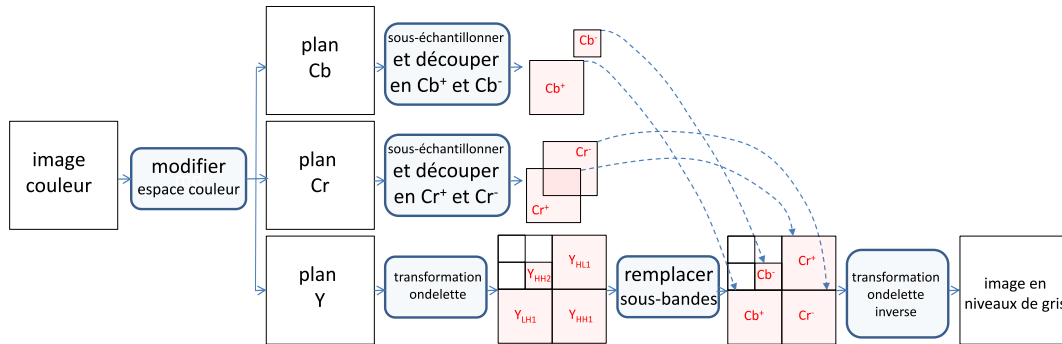 plan
Cb
sous-échantillonner
et découper
en Cb⁺ et Cb⁻
Cb⁻
Cb⁺
image
couleur
modifier
espace couleur
plan
Cr
sous-échantillonner
et découper
en Cr⁺ et Cr⁻
Cr⁻
Cr⁺
plan
Y
transformation
ondelette
Y_HL1
Y_HH2
Y_LH1
Y_HH1
remplacer
sous-bandes
Cr⁺
Cb⁻
Cb⁺
Cr⁻
transformation
ondelette
inverse
image en
niveaux de gris